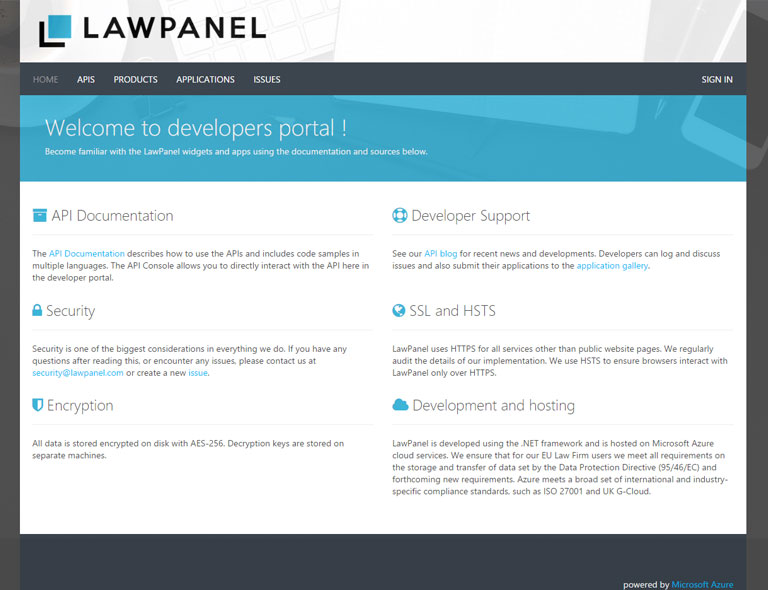 LAWPANEL
HOME APIS PRODUCTS APPLICATIONS ISSUES SIGN IN
Welcome to developers portal !
Become familiar with the LawPanel widgets and apps using the documentation and sources below.
API Documentation
The API Documentation describes how to use the APIs and includes code samples in
multiple languages. The API Console allows you to directly interact with the API here in
the developer portal.
Developer Support
See our API blog for recent news and developments. Developers can log and discuss
issues and also submit their applications to the application gallery.
Security
Security is one of the biggest considerations in everything we do. If you have any
questions after reading this, or encounter any issues, please contact us at
security@lawpanel.com or create a new issue.
SSL and HSTS
LawPanel uses HTTPS for all services other than public website pages. We regularly
audit the details of our implementation. We use HSTS to ensure browsers interact with
LawPanel only over HTTPS.
Encryption
All data is stored encrypted on disk with AES-256. Decryption keys are stored on
separate machines.
Development and hosting
LawPanel is developed using the .NET framework and is hosted on Microsoft Azure
cloud services. We ensure that for our EU Law Firm users we meet all requirements on
the storage and transfer of data set by the Data Protection Directive (95/46/EC) and
forthcoming new requirements. Azure meets a broad set of international and industry-
specific compliance standards, such as ISO 27001 and UK G-Cloud.
powered by Microsoft Azure